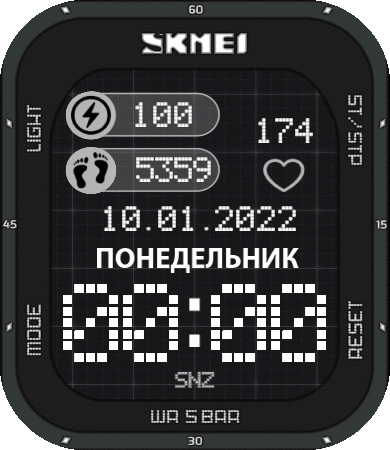 60
SKMEI
LIGHT
ST/STP
100
174
5359
10.01.2022
45
15
ПОНЕДЕЛЬНИК
00:00
MODE
RESET
SNZ
WR 5 BAR
30